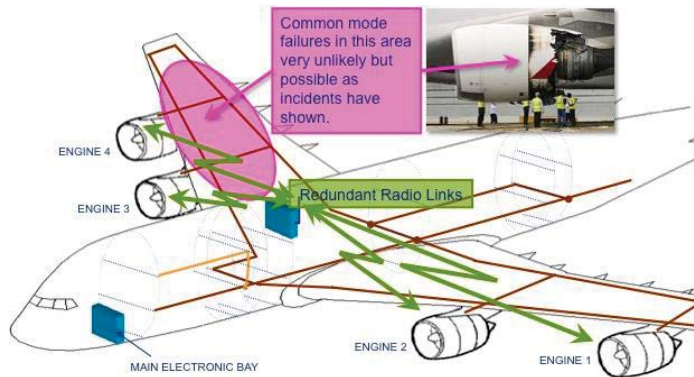 Common mode
failures in this area
very unlikely but
possible as
incidents have
shown.
ENGINE 4
ENGINE 3
Redundant Radio Links
ENGINE 2
ENGINE 1
MAIN ELECTRONIC BAY